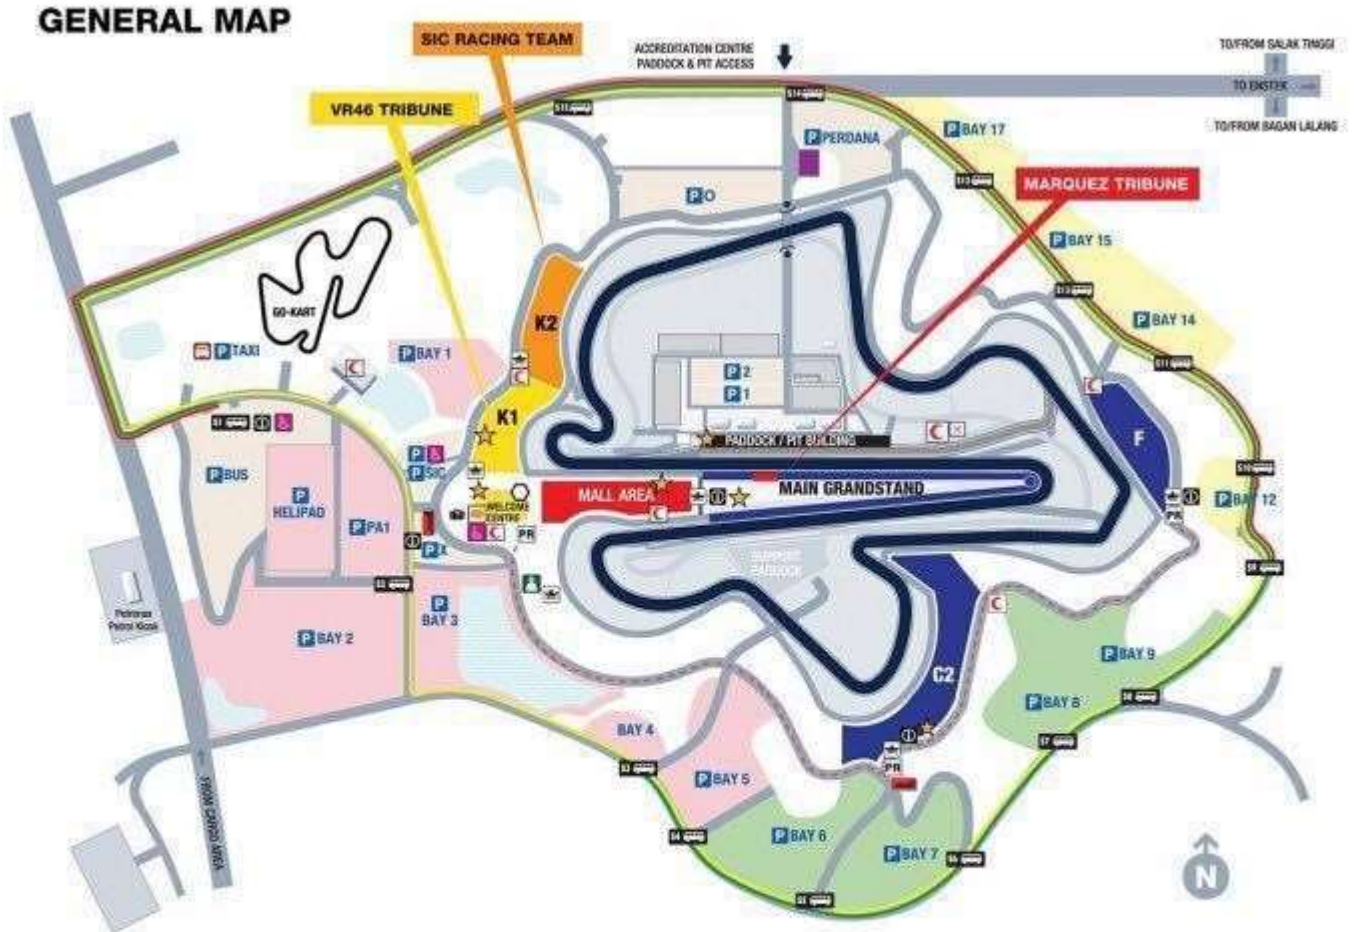 GENERAL MAP
SIC RACING TEAM
ACCREDITATION CENTRE
PADDOCK & PIT ACCESS
TO/FROM SALAK TINGGI
TO ENSTEK
TO/FROM BAGAN LALANG
VR46 TRIBUNE
P PERDANA
P BAY 17
MARQUEZ TRIBUNE
P O
P BAY 15
GO-KART
K2
P BAY 14
P TAXI
P BAY 1
P 2
P 1
K1
F
PADDOCK / PIT BUILDING
P
P SIC
P BUS
P
HELIPAD
MALL AREA
MAIN GRANDSTAND
P BAY 12
WELCOME
CENTRE
P PA1
PR
PR
P
SUPPORT
PADDOCK
Petronas
Petrol Kiosk
P
BAY 3
P BAY 2
P BAY 9
C2
P BAY 8
BAY 4
PR
P BAY 5
FROM CARGO AREA
P BAY 6
P BAY 7
N